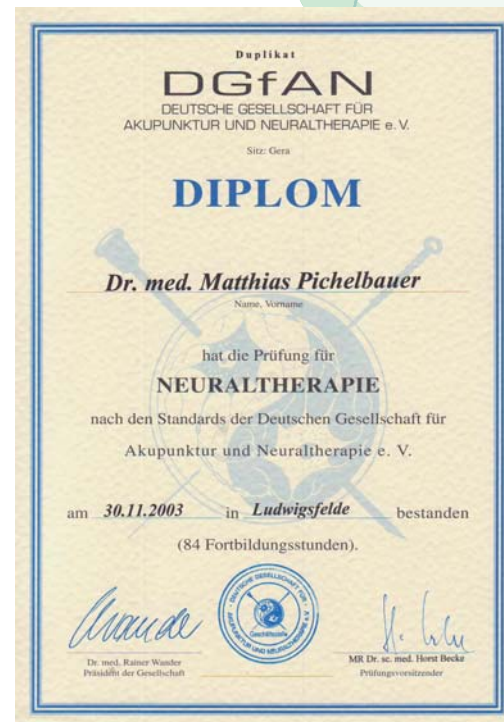 Duplikat
DGfAN
DEUTSCHE GESELLSCHAFT FÜR
AKUPUNKTUR UND NEURALTHERAPIE e. V.
Sitz: Gera
DIPLOM
Dr. med. Matthias Pichelbauer
Name, Vorname
hat die Prüfung für
NEURALTHERAPIE
nach den Standards der Deutschen Gesellschaft für
Akupunktur und Neuraltherapie e. V.
am 30.11.2003 in Ludwigsfelde bestanden
(84 Fortbildungsstunden).
DEUTSCHE GESELLSCHAFT FÜR
AKUPUNKTUR UND NEURALTHERAPIE e.V.
Geschäftsstelle
Dr. med. Rainer Wander
Präsident der Gesellschaft
MR Dr. sc. med. Horst Becke
Prüfungsvorsitzender